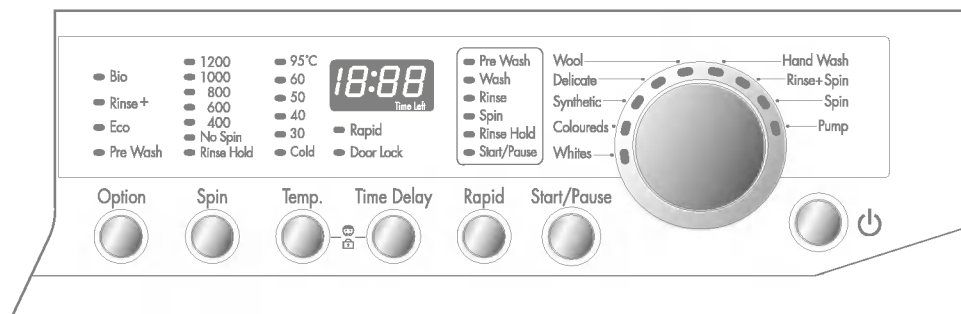 Bio
Rinse+
Eco
Pre Wash
1200
1000
800
600
400
No Spin
Rinse Hold
95°C
60
50
40
30
Cold
18:88
Time Left
Rapid
Door Lock
Pre Wash
Wash
Rinse
Spin
Rinse Hold
Start/Pause
Wool
Delicate
Synthetic
Coloureds
Whites
Hand Wash
Rinse+Spin
Spin
Pump
Option
Spin
Temp.
Time Delay
Rapid
Start/Pause